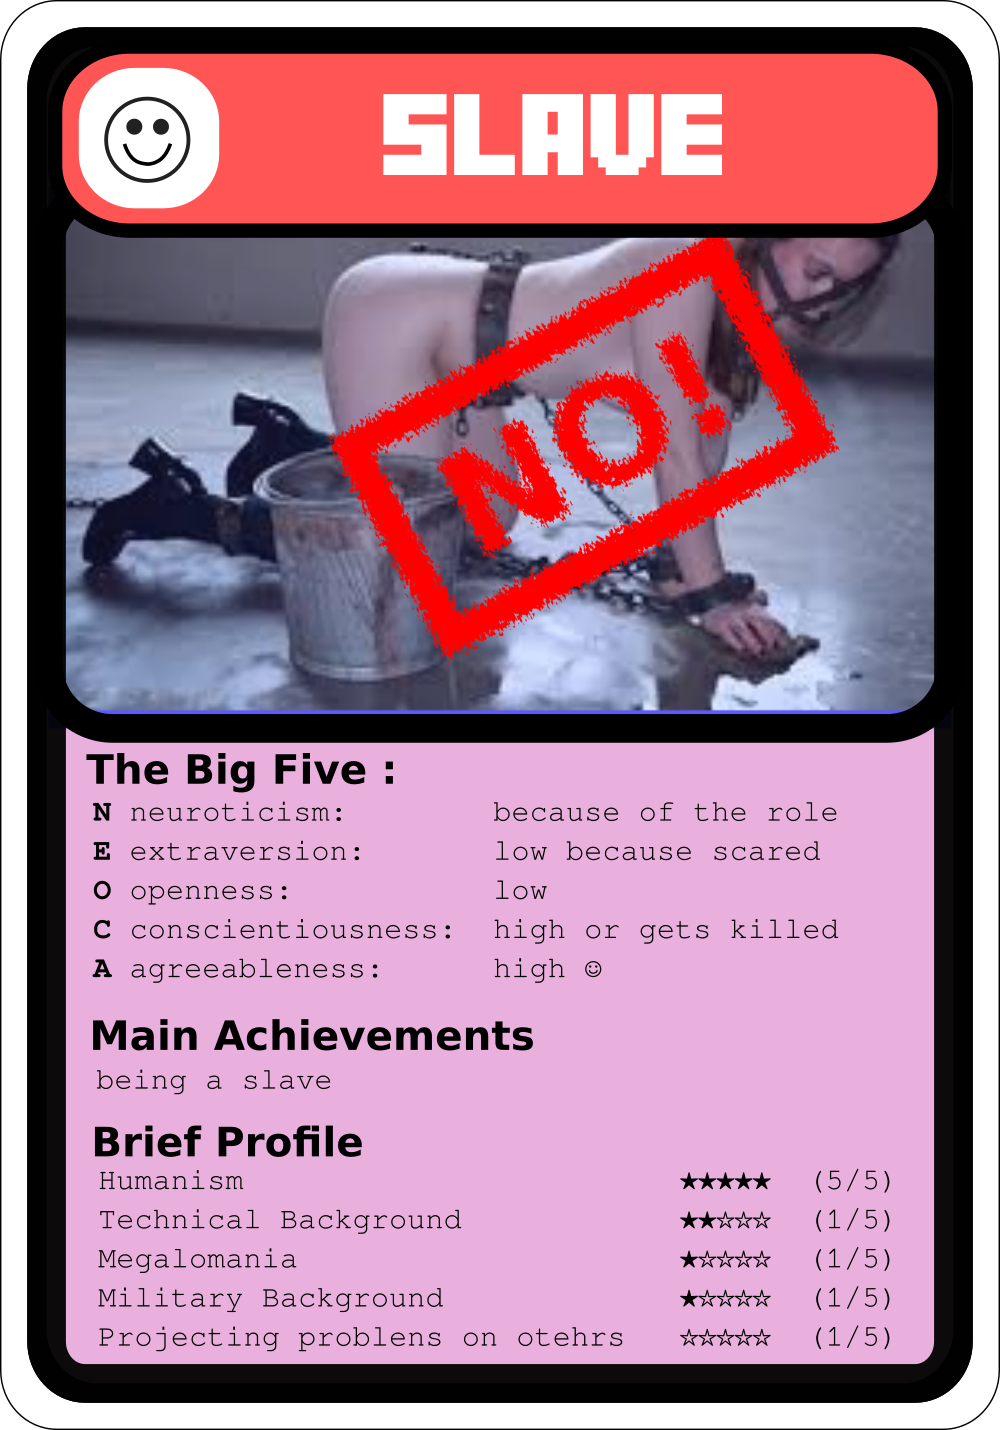 SLAVE
NO!
The Big Five :
N neuroticism: because of the role
E extraversion: low because scared
O openness: low
C conscientiousness: high or gets killed
A agreeableness: high ☺
Main Achievements
being a slave
Brief Profile
Humanism ★★★★★ (5/5)
Technical Background ★★☆☆☆ (1/5)
Megalomania ★☆☆☆☆ (1/5)
Military Background ★☆☆☆☆ (1/5)
Projecting problens on otehrs ☆☆☆☆☆ (1/5)